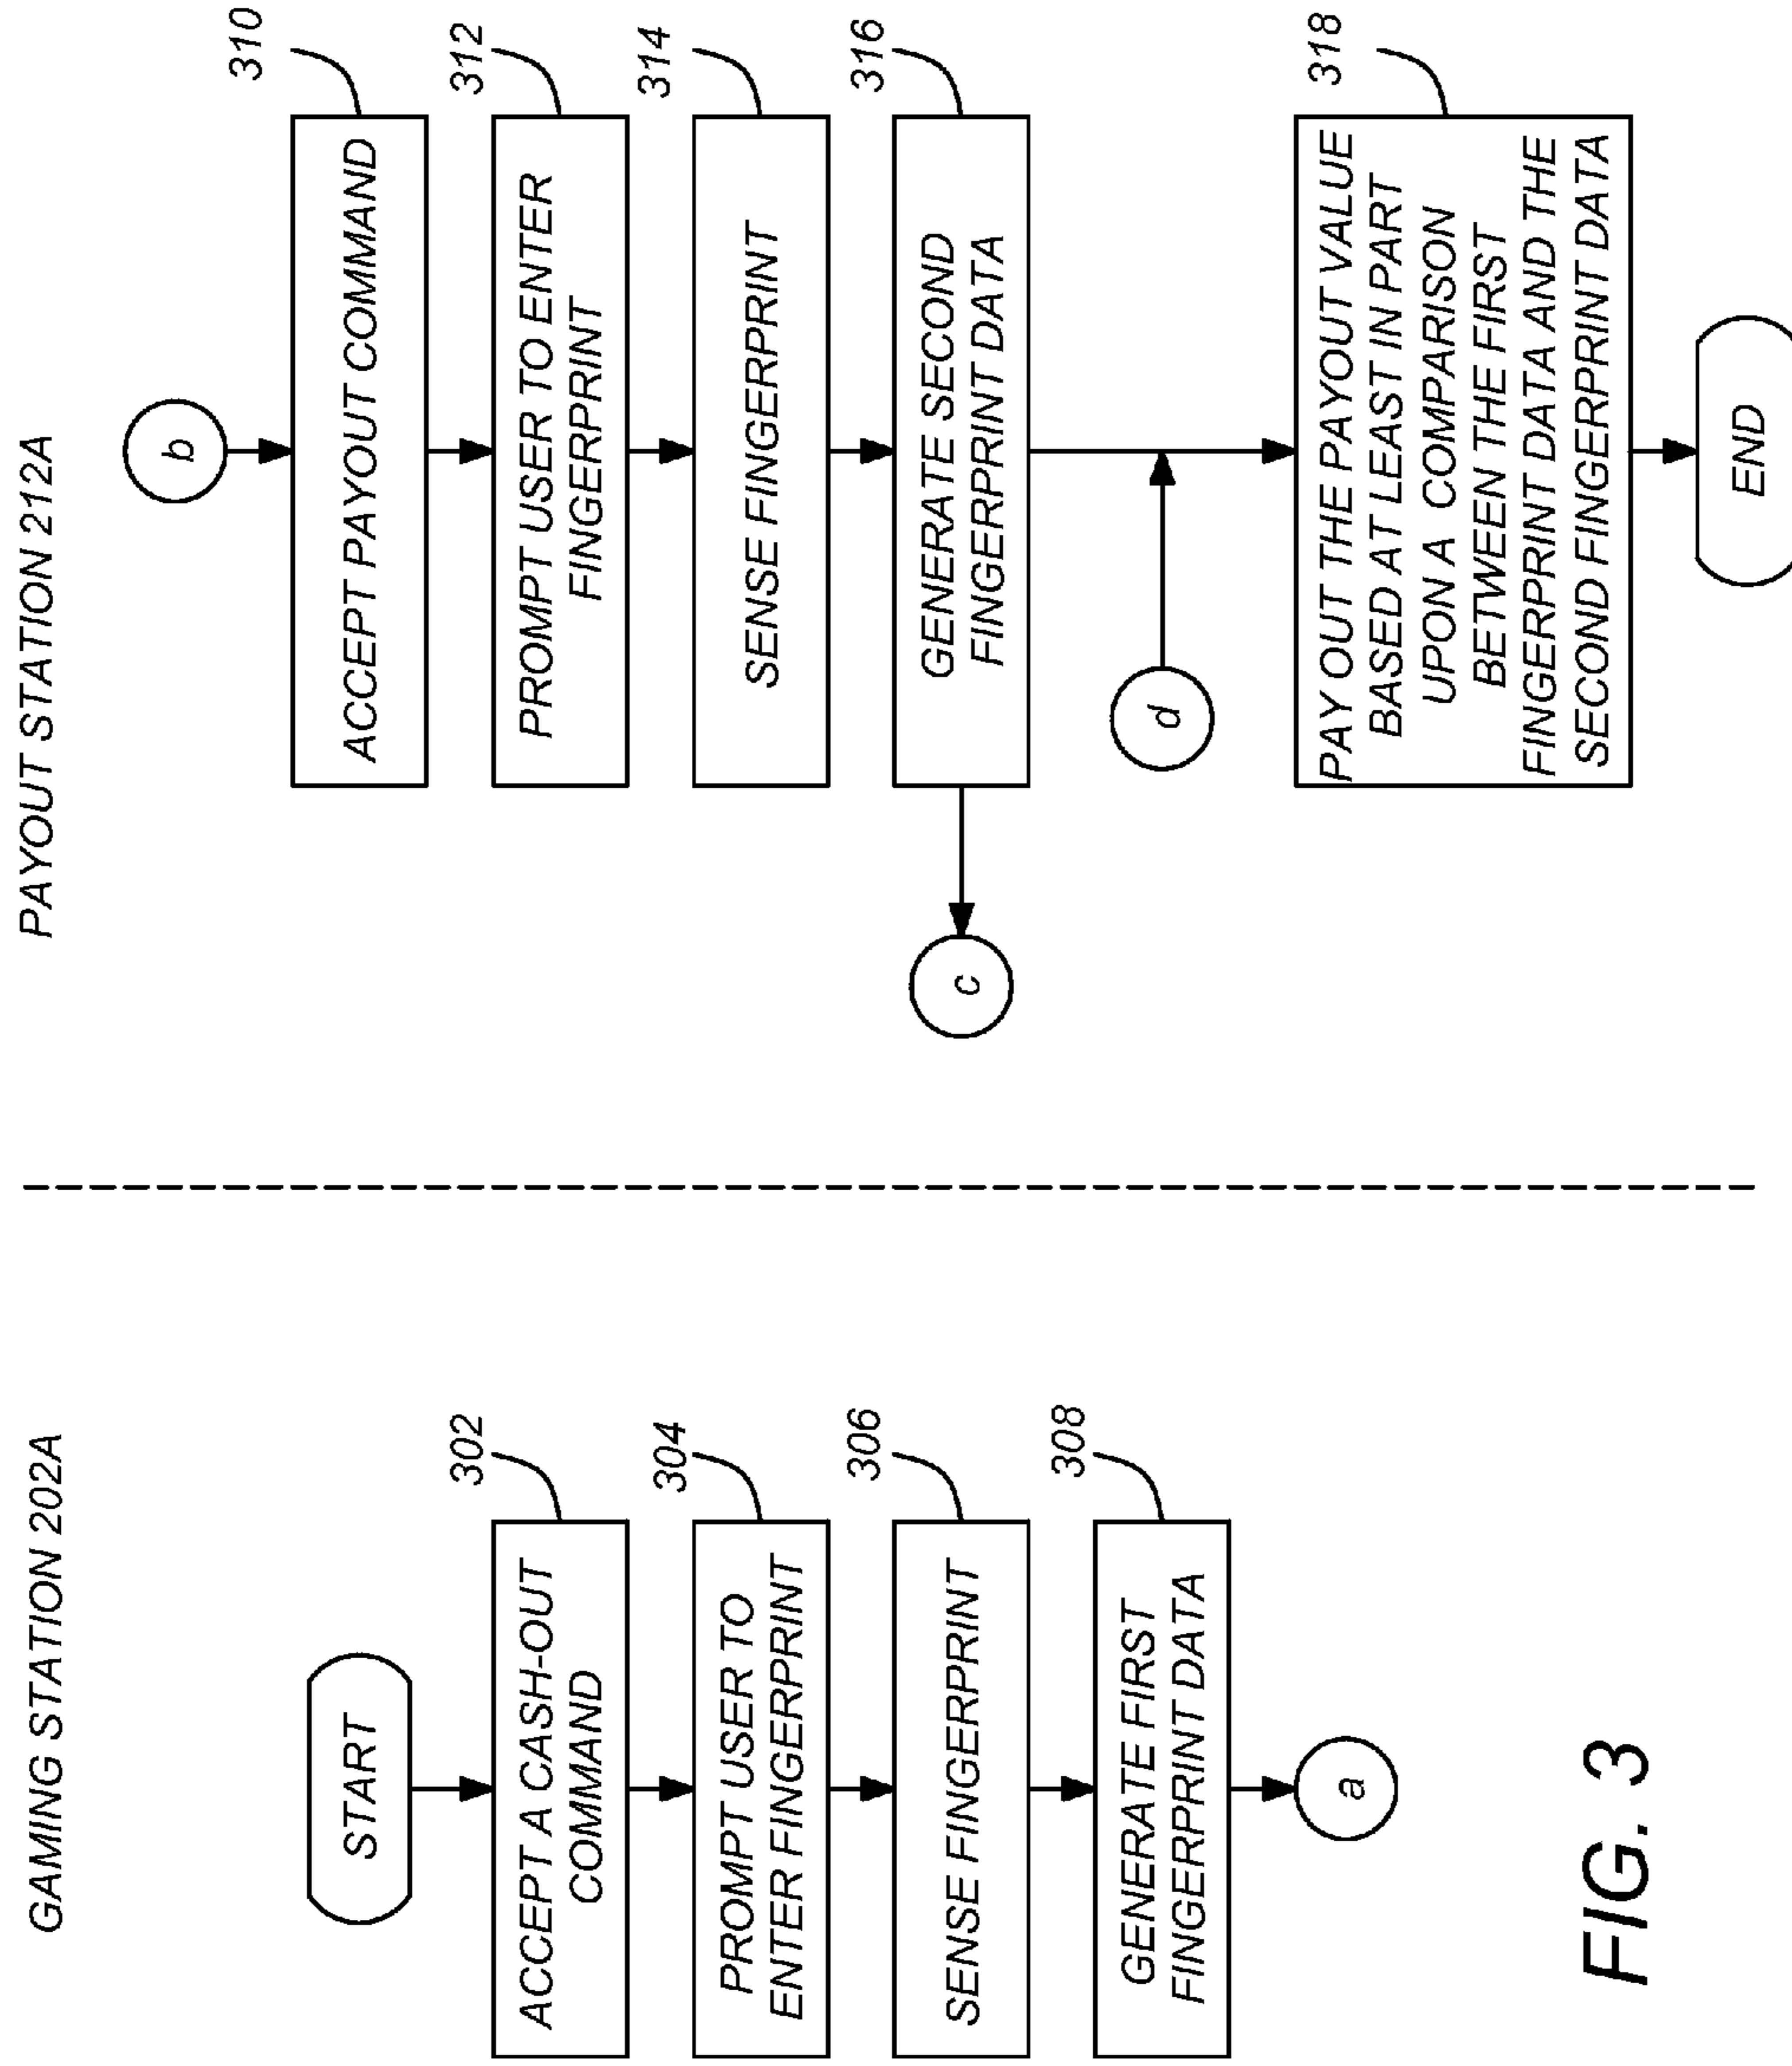 GAMING STATION 202A
START
ACCEPT A CASH-OUT
COMMAND
302
PROMPT USER TO
ENTER FINGERPRINT
304
SENSE FINGERPRINT
306
GENERATE FIRST
FINGERPRINT DATA
308
a
PAYOUT STATION 212A
b
ACCEPT PAYOUT COMMAND
310
PROMPT USER TO ENTER
FINGERPRINT
312
SENSE FINGERPRINT
314
GENERATE SECOND
FINGERPRINT DATA
316
c
d
PAY OUT THE PAYOUT VALUE
BASED AT LEAST IN PART
UPON A COMPARISON
BETWEEN THE FIRST
FINGERPRINT DATA AND THE
SECOND FINGERPRINT DATA
318
END
FIG. 3